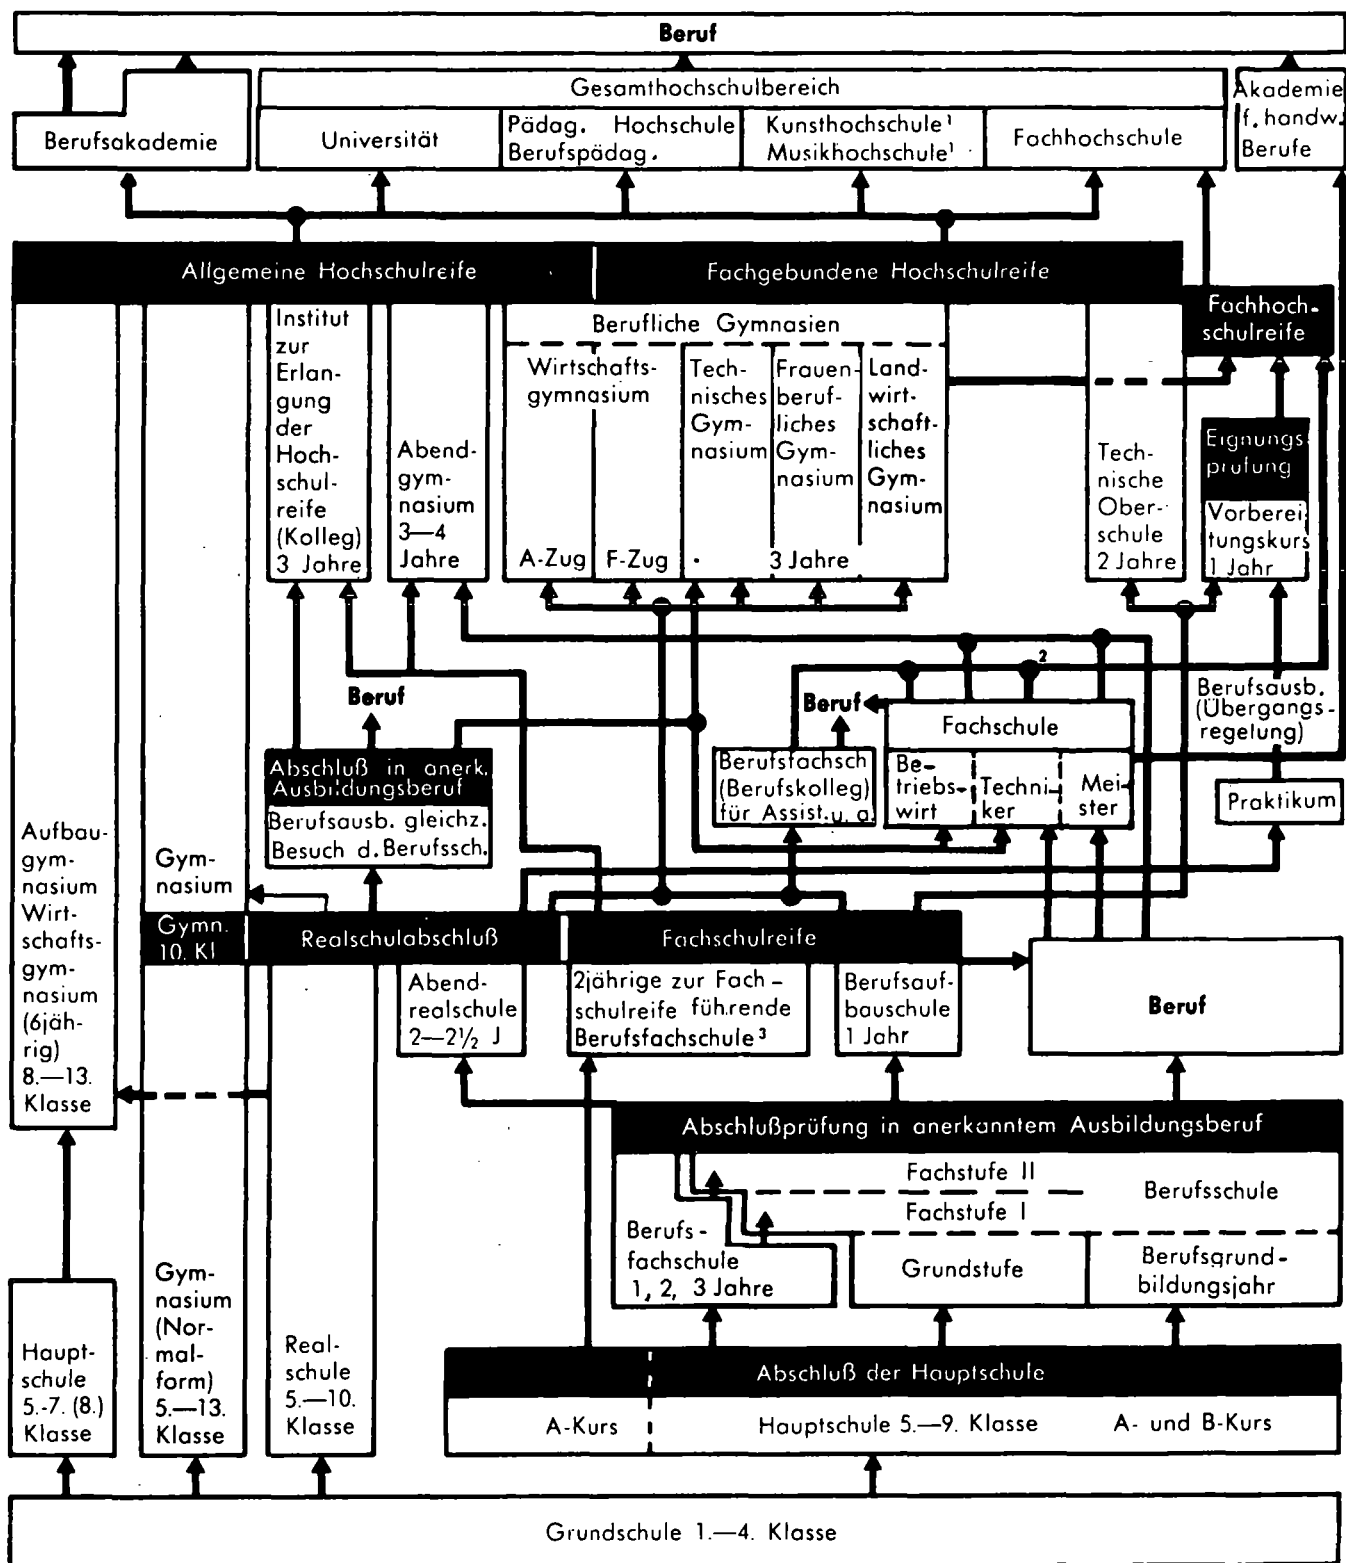 Beruf
Gesamthochschulbereich
Akademie
f. handw.
Berufe
Berufsakademie
Universität
Pädag. Hochschule
Berufspädag.
Kunsthochschule¹
Musikhochschule¹
Fachhochschule
Allgemeine Hochschulreife
Fachgebundene Hochschulreife
Fachhoch-
schulreife
Institut
zur
Erlan-
gung
der
Hoch-
schul-
reife
(Kolleg)
3 Jahre
Abend-
gym-
nasium
3—4
Jahre
Berufliche Gymnasien
Wirtschafts-
gymnasium
A-Zug
F-Zug
Tech-
nisches
Gym-
nasium
Frauen-
beruf-
liches
Gym-
nasium
Land-
wirt-
schaft-
liches
Gym-
nasium
3 Jahre
Tech-
nische
Ober-
schule
2 Jahre
Eignungs
prüfung
Vorberei
tungskurs
1 Jahr
2
Beruf
Beruf
Fachschule
Berufsausb.
(Übergangs-
regelung)
Abschluß in anerk.
Ausbildungsberuf
Berufsausb. gleichz.
Besuch d. Berufssch.
Berufsfachsch
(Berufskolleg)
für Assist. u. a.
Be-
triebs-
wirt
Techni-
ker
Mei-
ster
Praktikum
Aufbau-
gym-
nasium
Wirt-
schafts-
gym-
nasium
(6jäh-
rig)
8.—13.
Klasse
Gym-
nasium
Gymn.
10. Kl
Realschulabschluß
Fachschulreife
Abend-
realschule
2—2½ J
2jährige zur Fach-
schulreife führende
Berufsfachschule³
Berufsauf-
bauschule
1 Jahr
Beruf
Abschlußprüfung in anerkanntem Ausbildungsberuf
Fachstufe II
Fachstufe I
Berufsschule
Berufs-
fachschule
1, 2, 3 Jahre
Grundstufe
Berufsgrund-
bildungsjahr
Haupt-
schule
5.-7. (8.)
Klasse
Gym-
nasium
(Nor-
mal-
form)
5.—13.
Klasse
Real-
schule
5.—10.
Klasse
Abschluß der Hauptschule
A-Kurs
Hauptschule 5.—9. Klasse
A- und B-Kurs
Grundschule 1.—4. Klasse